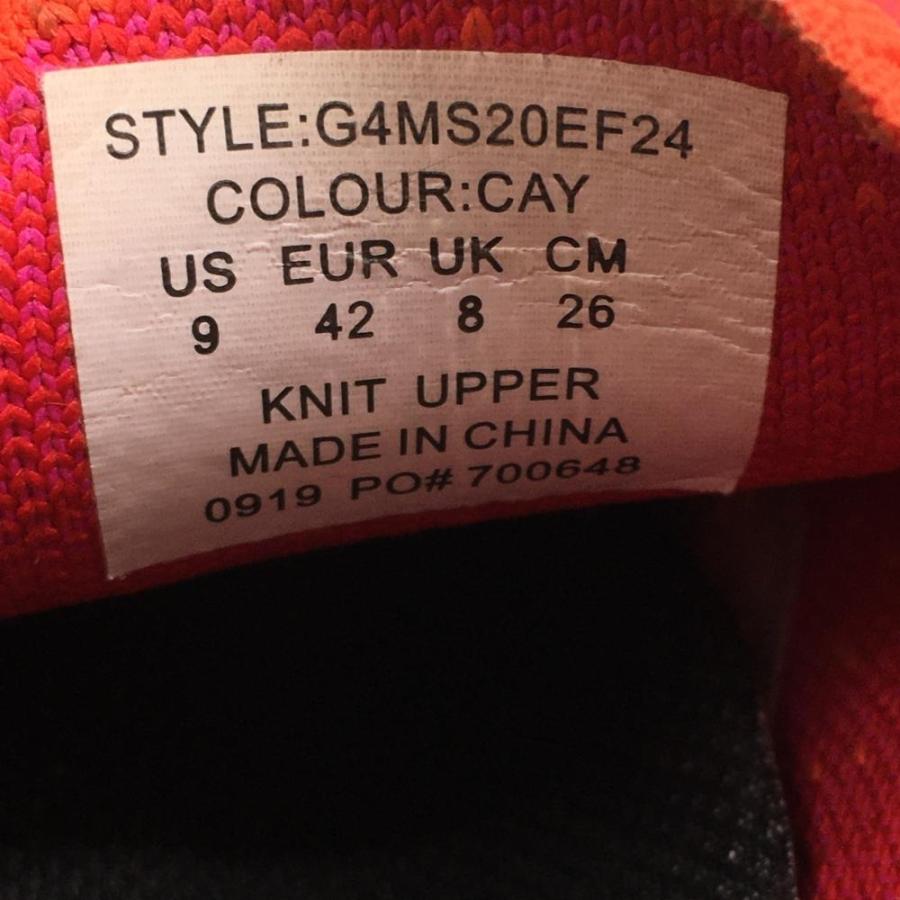 STYLE:G4MS20EF24
COLOUR:CAY
US EUR UK CM
9 42 8 26
KNIT UPPER
MADE IN CHINA
0919 PO# 700648